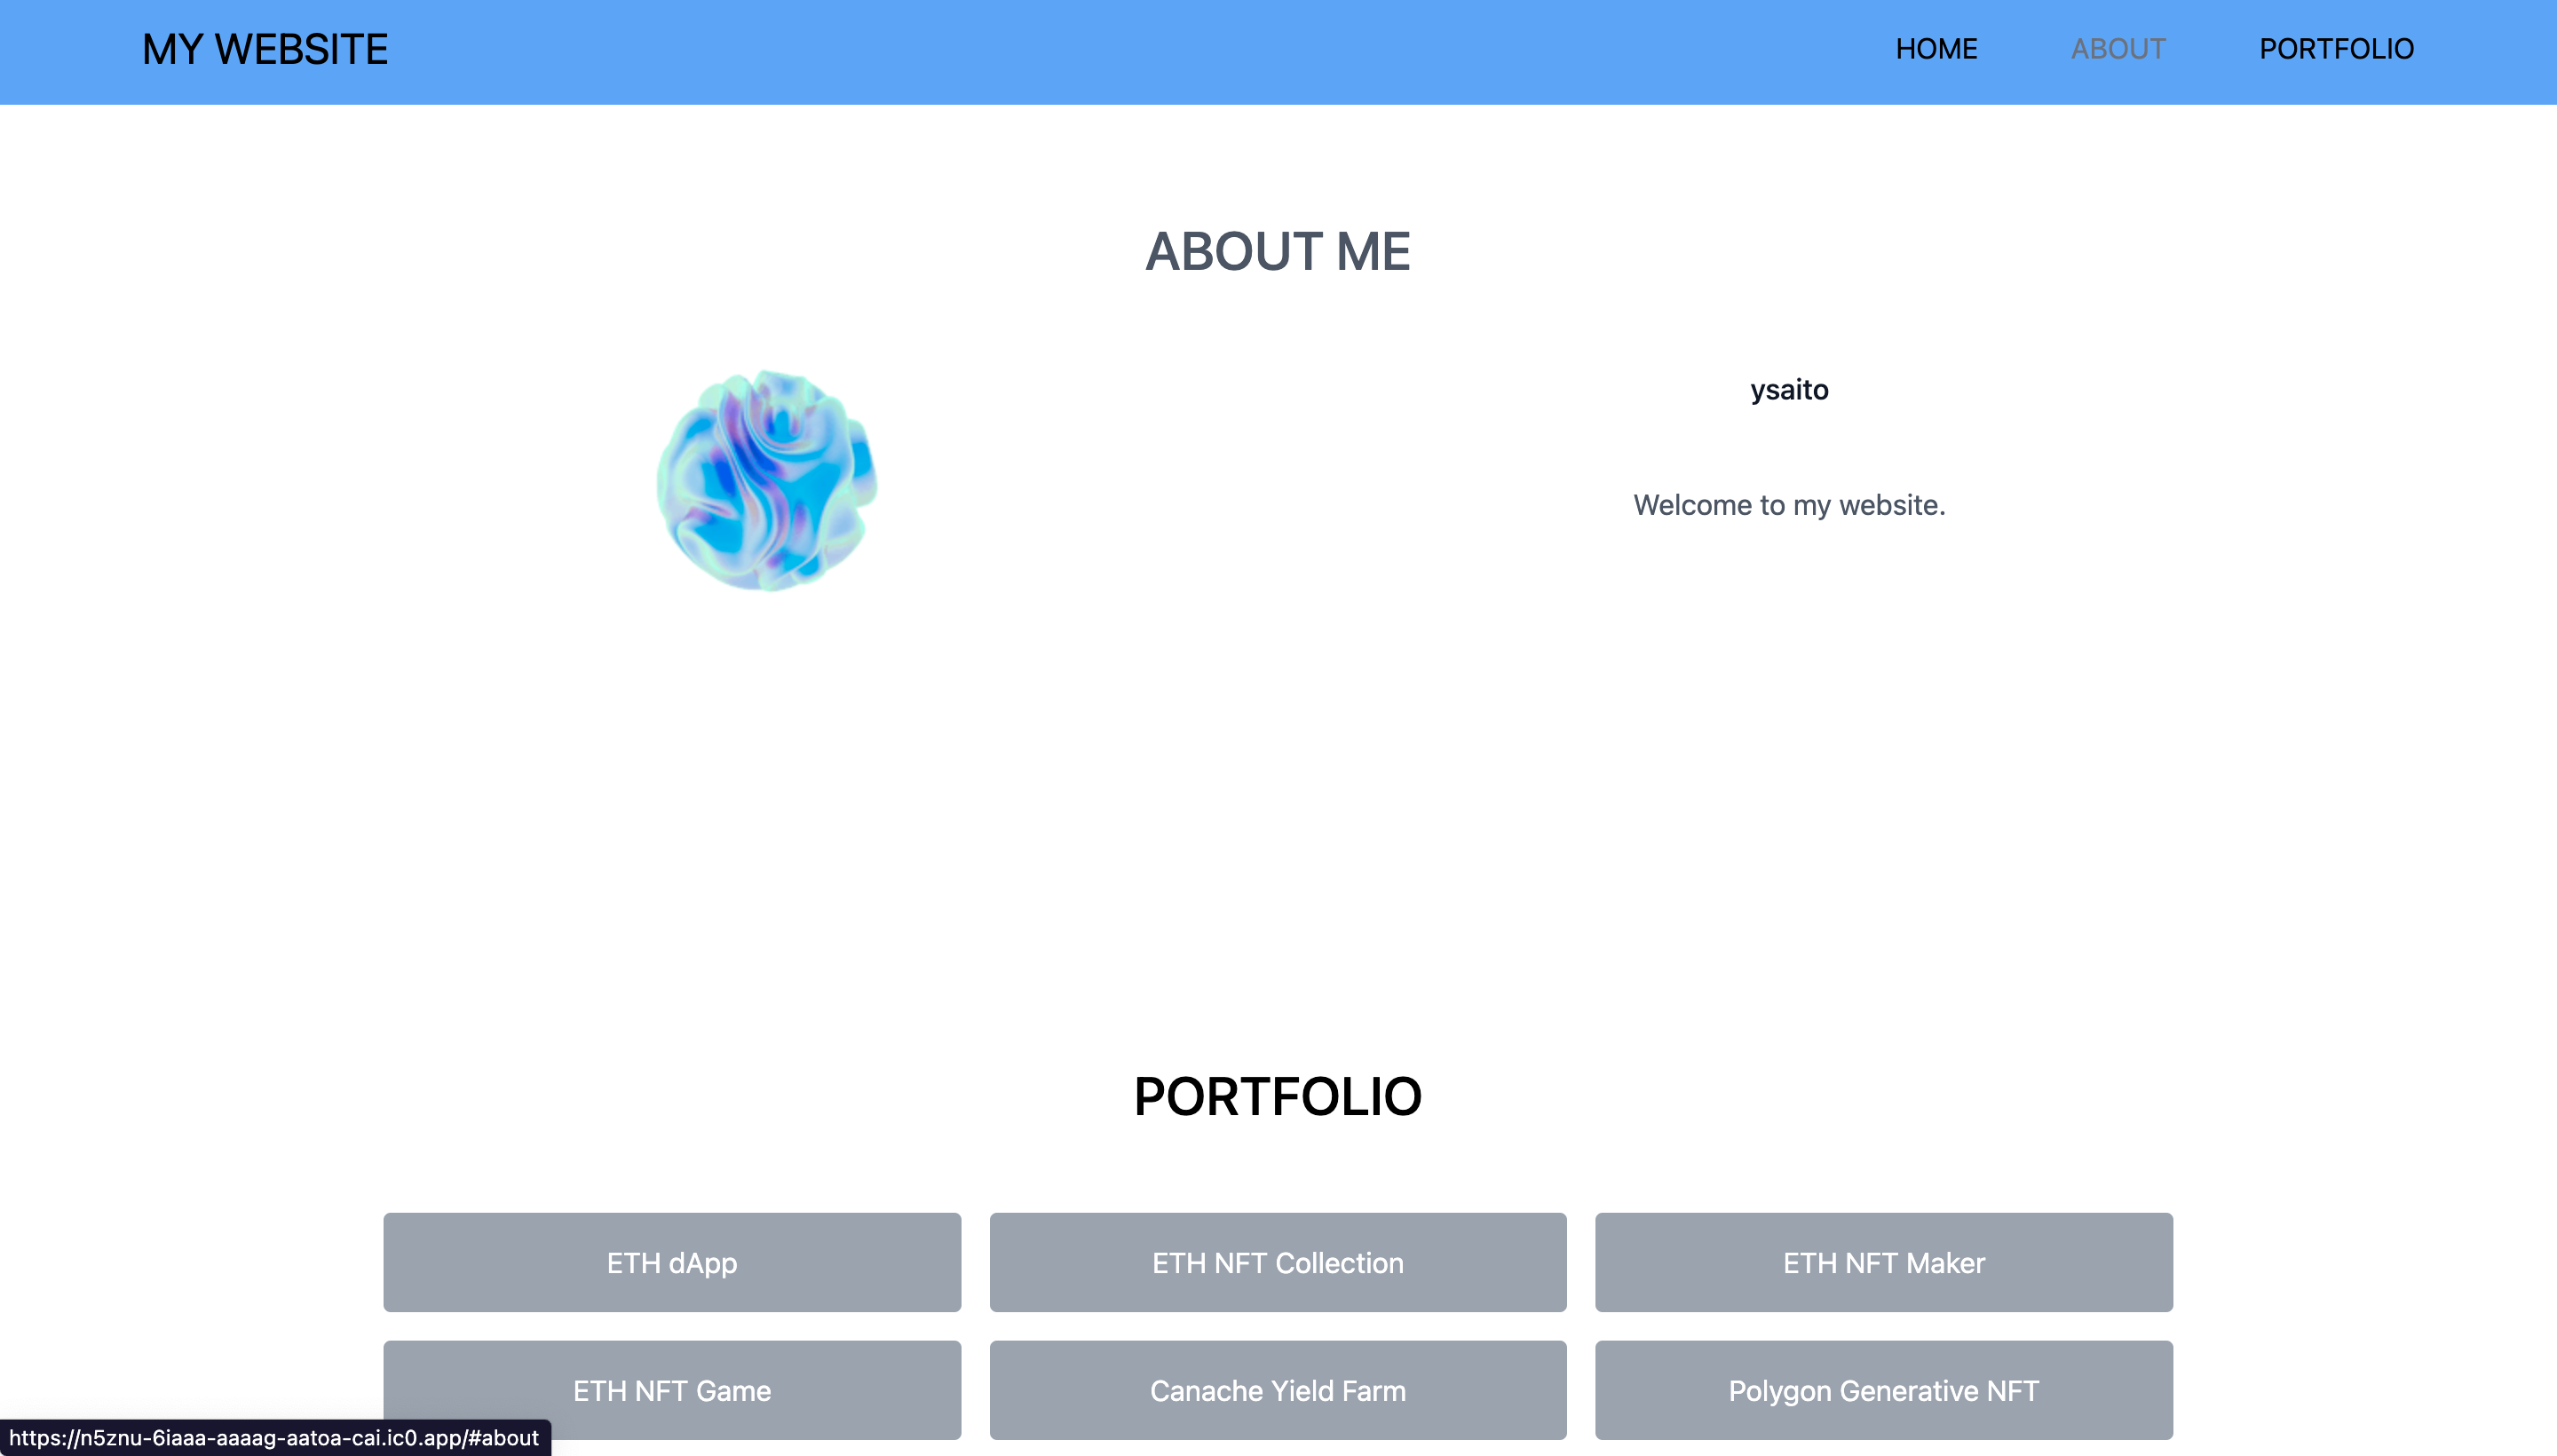 MY WEBSITE
HOME ABOUT PORTFOLIO
ABOUT ME
ysaito
Welcome to my website.
PORTFOLIO
ETH dApp
ETH NFT Collection
ETH NFT Maker
ETH NFT Game
Canache Yield Farm
Polygon Generative NFT
https://n5znu-6iaaa-aaaag-aatoa-cai.ic0.app/#about